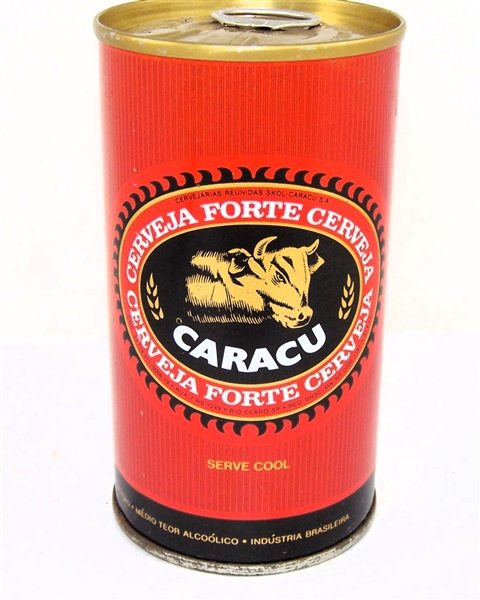 CERVEJARIAS REUNIDAS SKOL-CARACU S.A.
CERVEJA FORTE CERVEJA
CARACU
CERVEJA FORTE CERVEJA
RIO CLARO SP
SERVE COOL
• MÉDIO TEOR ALCOÓLICO • INDÚSTRIA BRASILEIRA